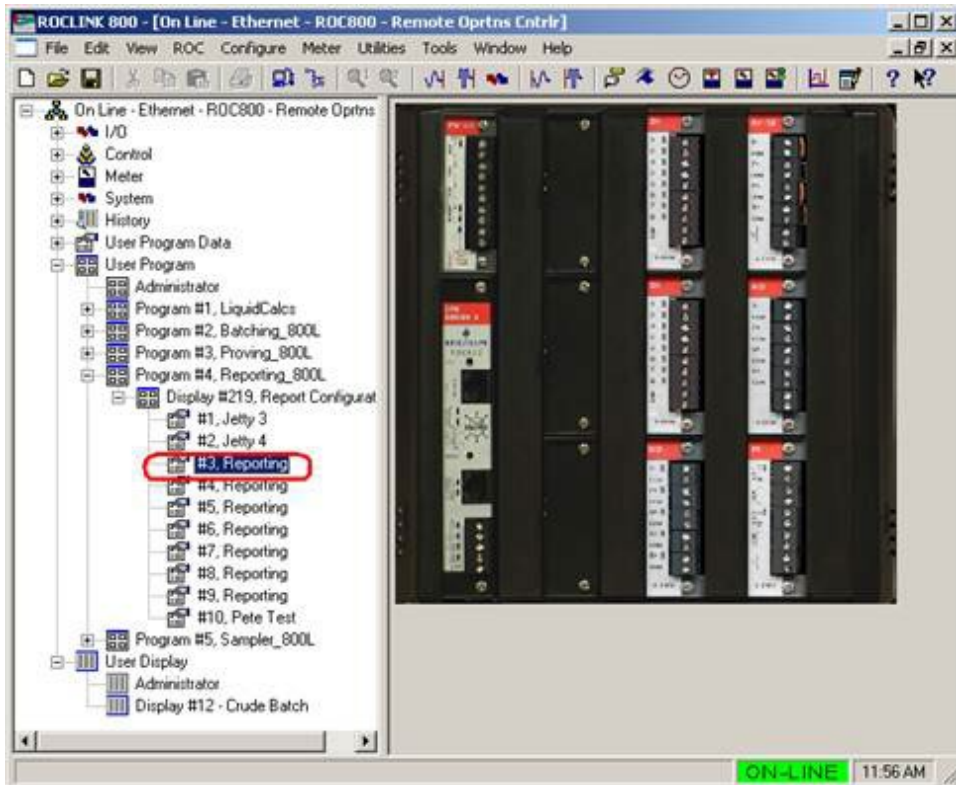 ROCLINK 800 - [On Line - Ethernet - ROC800 - Remote Oprtns Cntrlr]
File Edit View ROC Configure Meter Utilities Tools Window Help
On Line - Ethernet - ROC800 - Remote Oprtns
I/O
Control
Meter
System
History
User Program Data
User Program
Administrator
Program #1, LiquidCalcs
Program #2, Batching_800L
Program #3, Proving_800L
Program #4, Reporting_800L
Display #219, Report Configurat
#1, Jetty 3
#2, Jetty 4
#3, Reporting
#4, Reporting
#5, Reporting
#6, Reporting
#7, Reporting
#8, Reporting
#9, Reporting
#10, Pete Test
Program #5, Sampler_800L
User Display
Administrator
Display #12 - Crude Batch
ON-LINE 11:56 AM